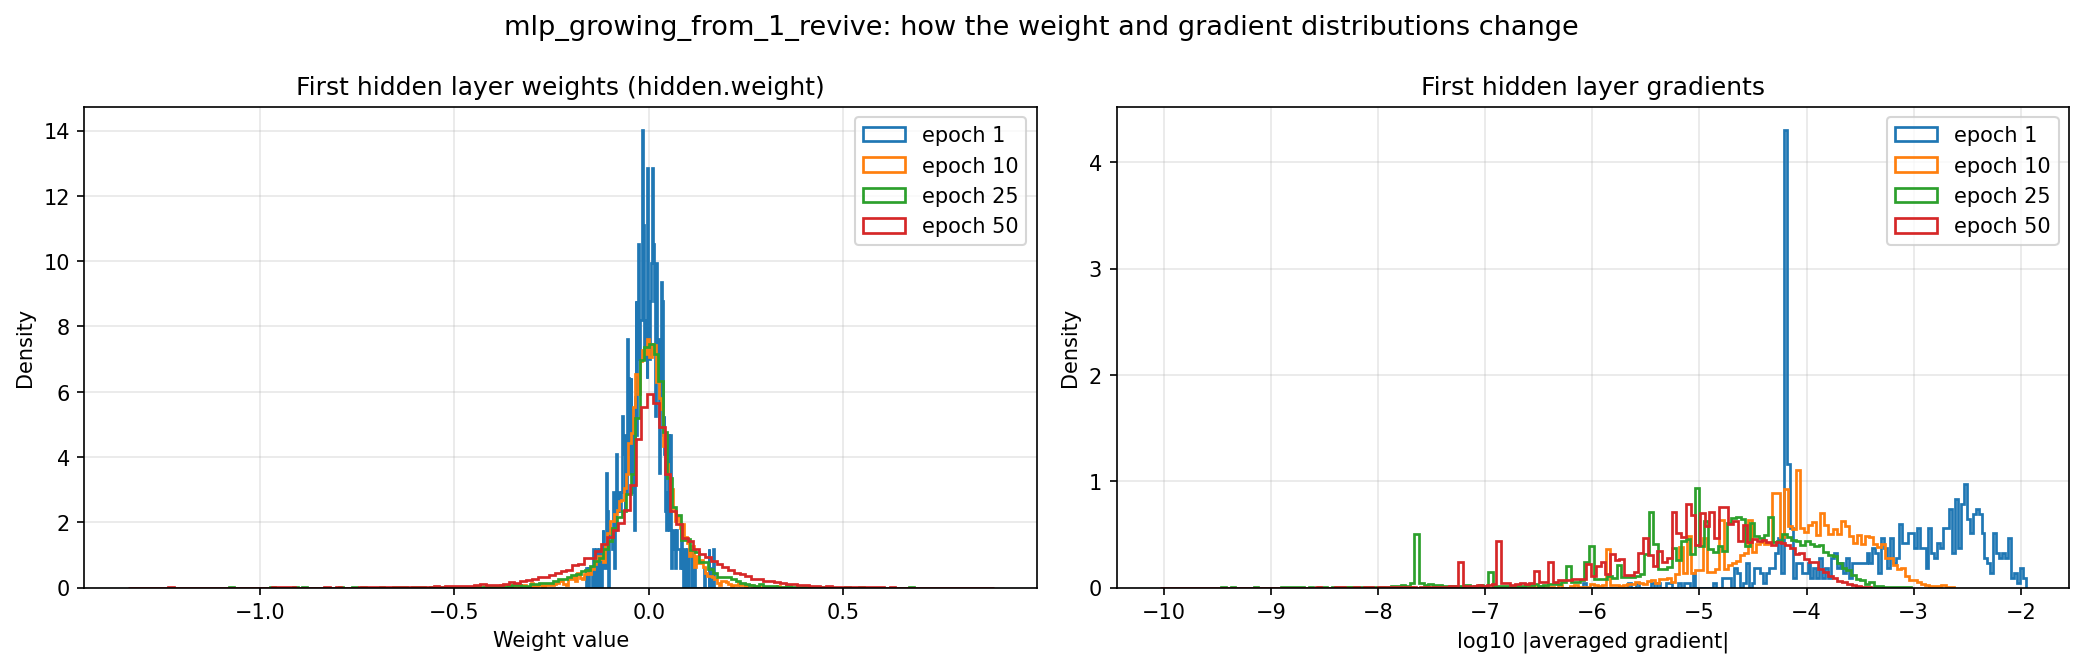 mlp_growing_from_1_revive: how the weight and gradient distributions change
First hidden layer weights (hidden.weight)
Density
14
12
10
8
6
4
2
0
−1.0
−0.5
0.0
0.5
Weight value
epoch 1
epoch 10
epoch 25
epoch 50
First hidden layer gradients
Density
4
3
2
1
0
−10
−9
−8
−7
−6
−5
−4
−3
−2
log10 |averaged gradient|
epoch 1
epoch 10
epoch 25
epoch 50